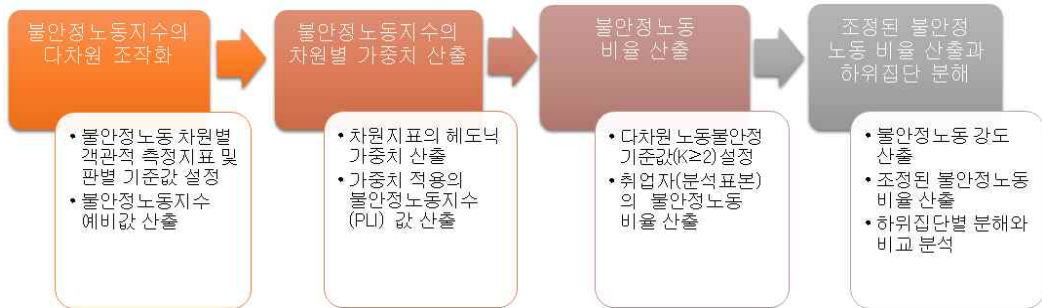 불안정노동지수의
다차원 조작화
• 불안정노동 차원별
객관적 측정지표 및
판별 기준값 설정
• 불안정노동지수
예비값 산출
불안정노동지수의
차원별 가중치 산출
• 차원지표의 헤도닉
가중치 산출
• 가중치 적용의
불안정노동지수
(PLI) 값 산출
불안정노동
비율 산출
• 다차원 노동불안정
기준값(K≥2)설정
• 취업자(분석표본)
의 불안정노동
비율 산출
조정된 불안정
노동 비율 산출과
하위집단 분해
• 불안정노동 강도
산출
• 조정된 불안정노동
비율 산출
• 하위집단별 분해와
비교 분석